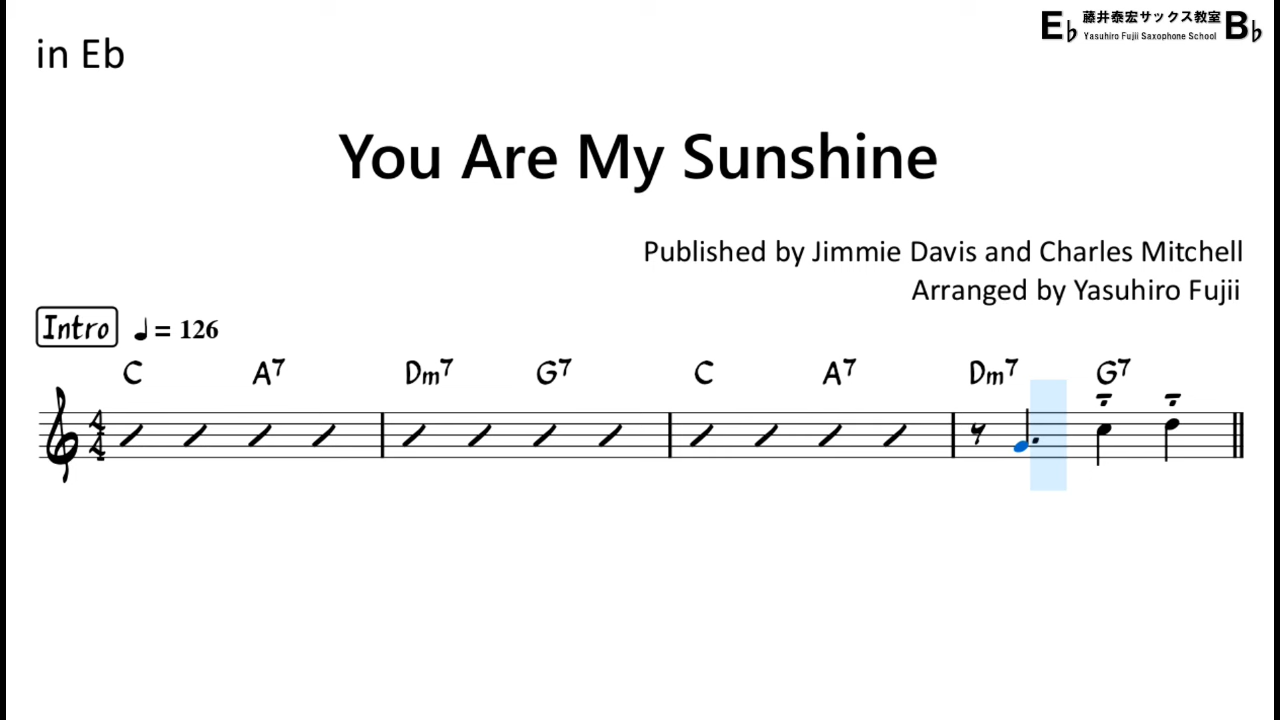 E♭ 藤井泰宏サックス教室 B♭
Yasuhiro Fujii Saxophone School
in Eb
You Are My Sunshine
Published by Jimmie Davis and Charles Mitchell
Arranged by Yasuhiro Fujii
Intro ♩= 126
C A7 Dm7 G7 C A7 Dm7 G7
4
4